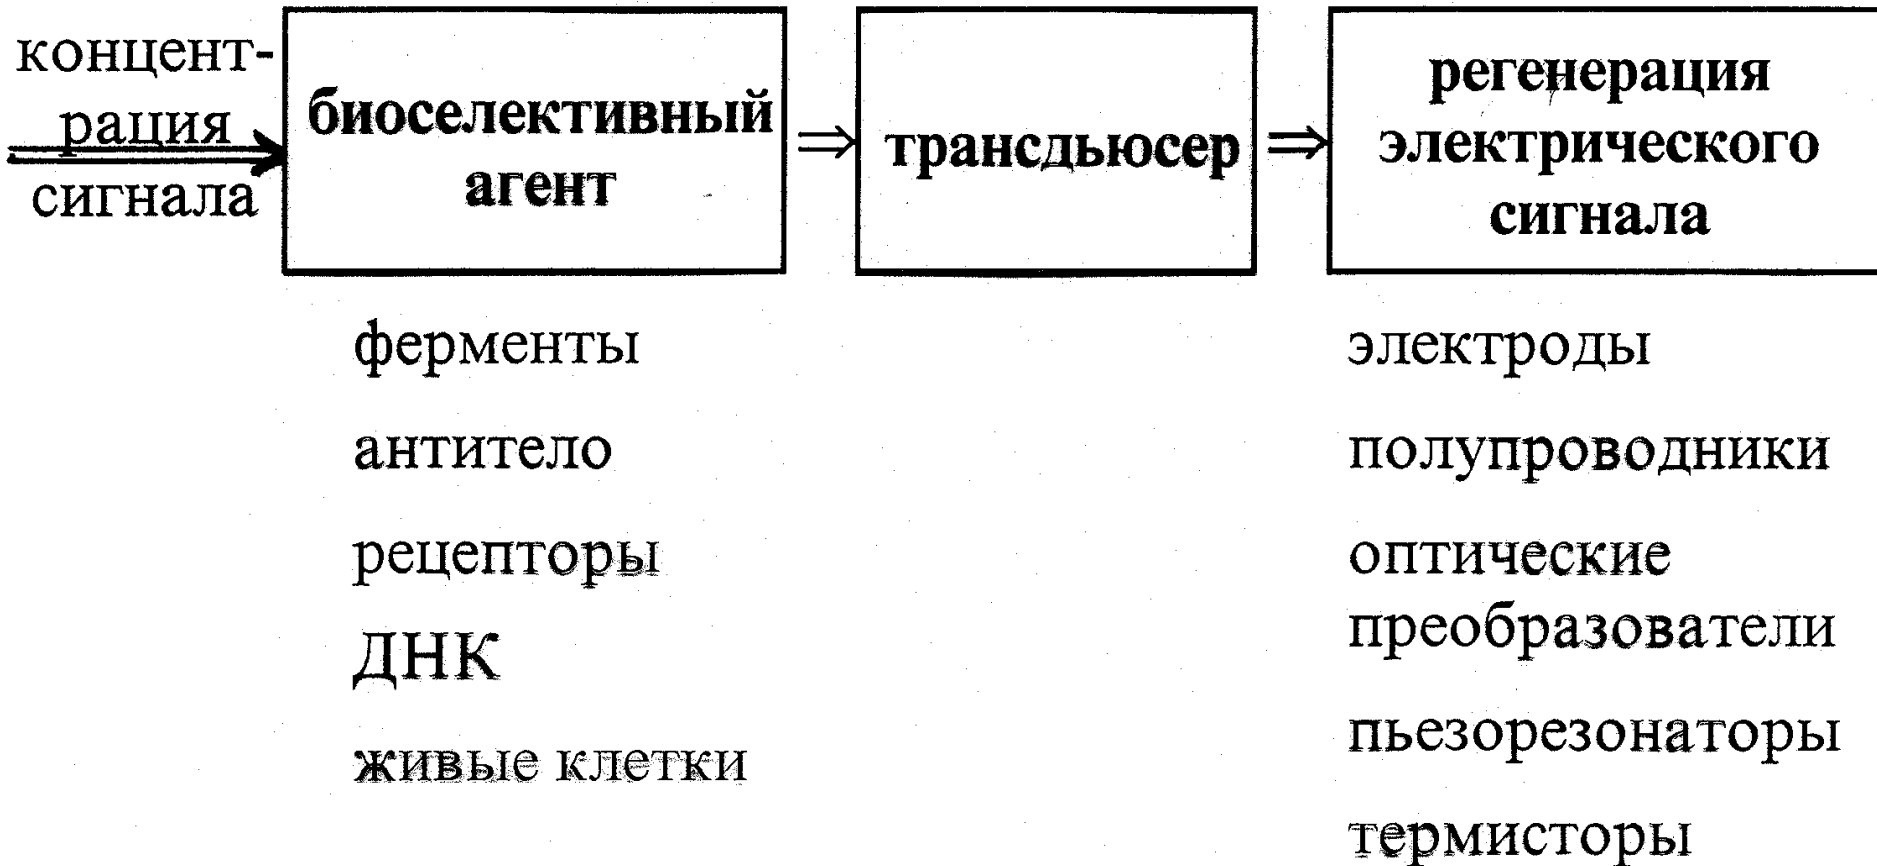 концент-
рация
сигнала
биоселективный
агент
трансдьюсер
регенерация
электрического
сигнала
ферменты
антитело
рецепторы
ДНК
живые клетки
электроды
полупроводники
оптические
преобразователи
пьезорезонаторы
термисторы